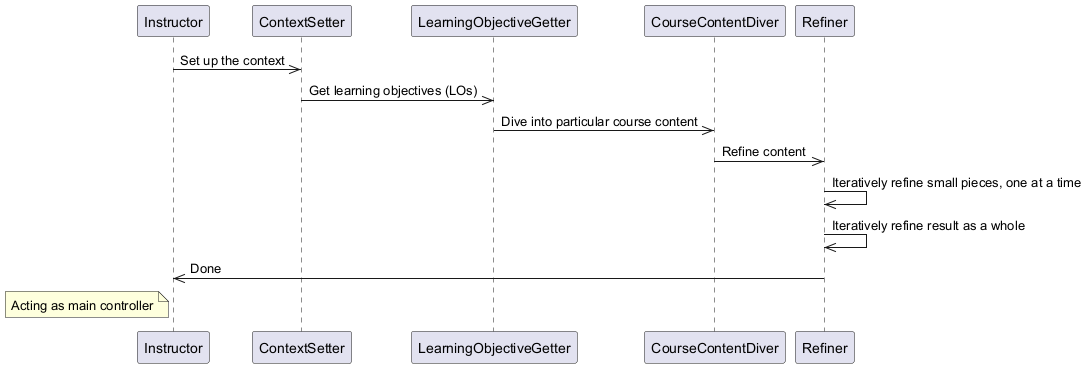 Instructor
ContextSetter
LearningObjectiveGetter
CourseContentDiver
Refiner
Set up the context
Get learning objectives (LOs)
Dive into particular course content
Refine content
Iteratively refine small pieces, one at a time
Iteratively refine result as a whole
Done
Acting as main controller
Instructor
ContextSetter
LearningObjectiveGetter
CourseContentDiver
Refiner